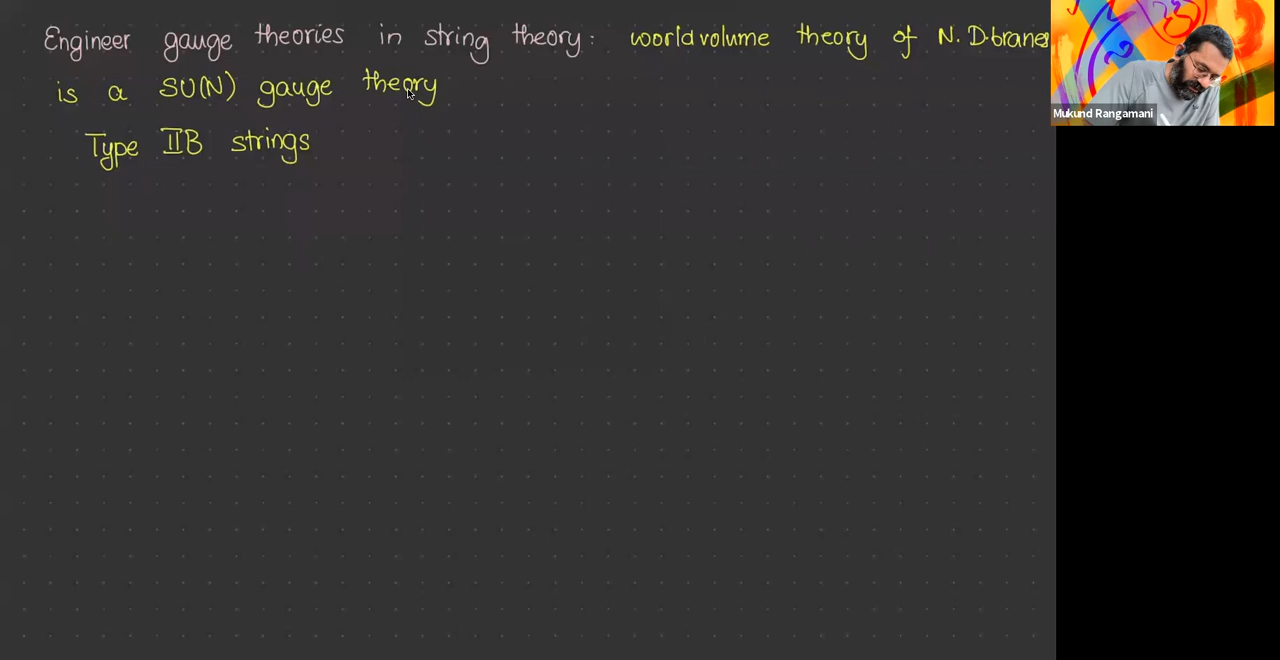 Engineer gauge theories in string theory: worldvolume theory of N. D-branes
is a SU(N) gauge theory
Type IIB strings
Mukund Rangamani